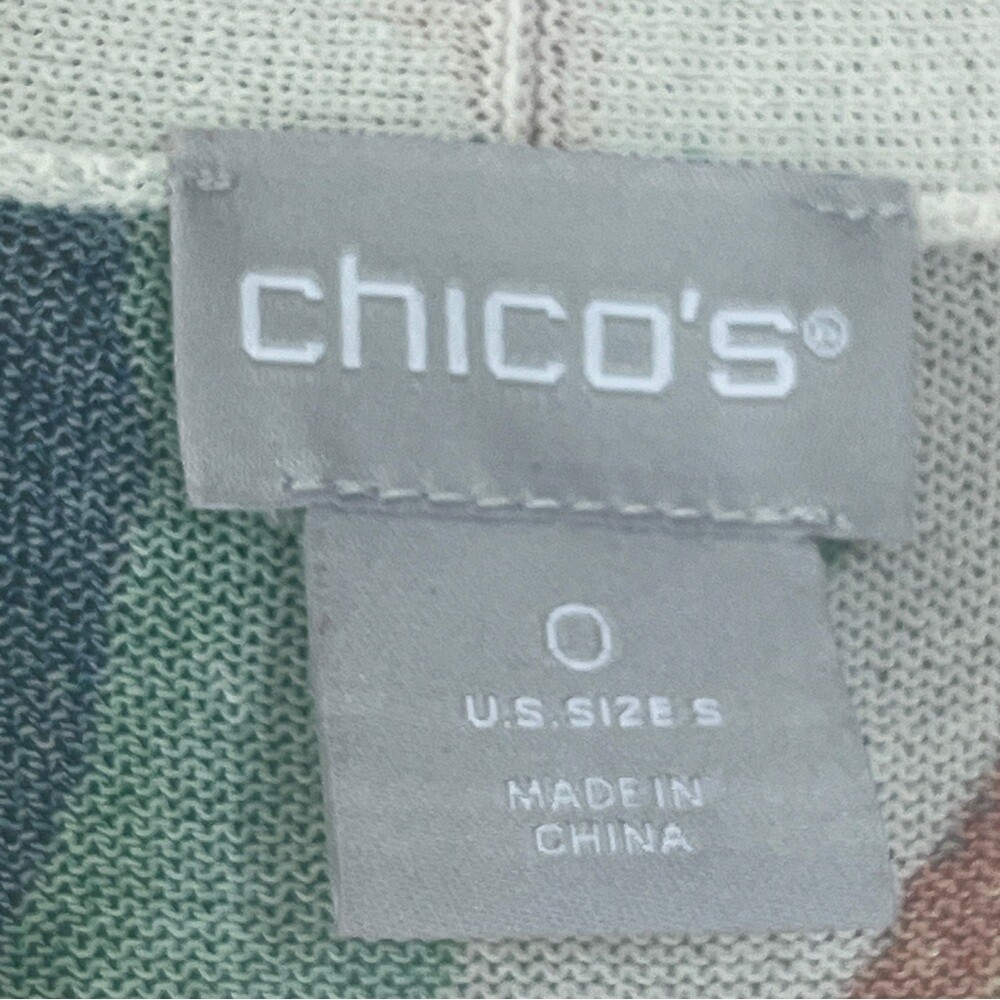 chico's®
0
U.S. SIZE S
MADE IN
CHINA